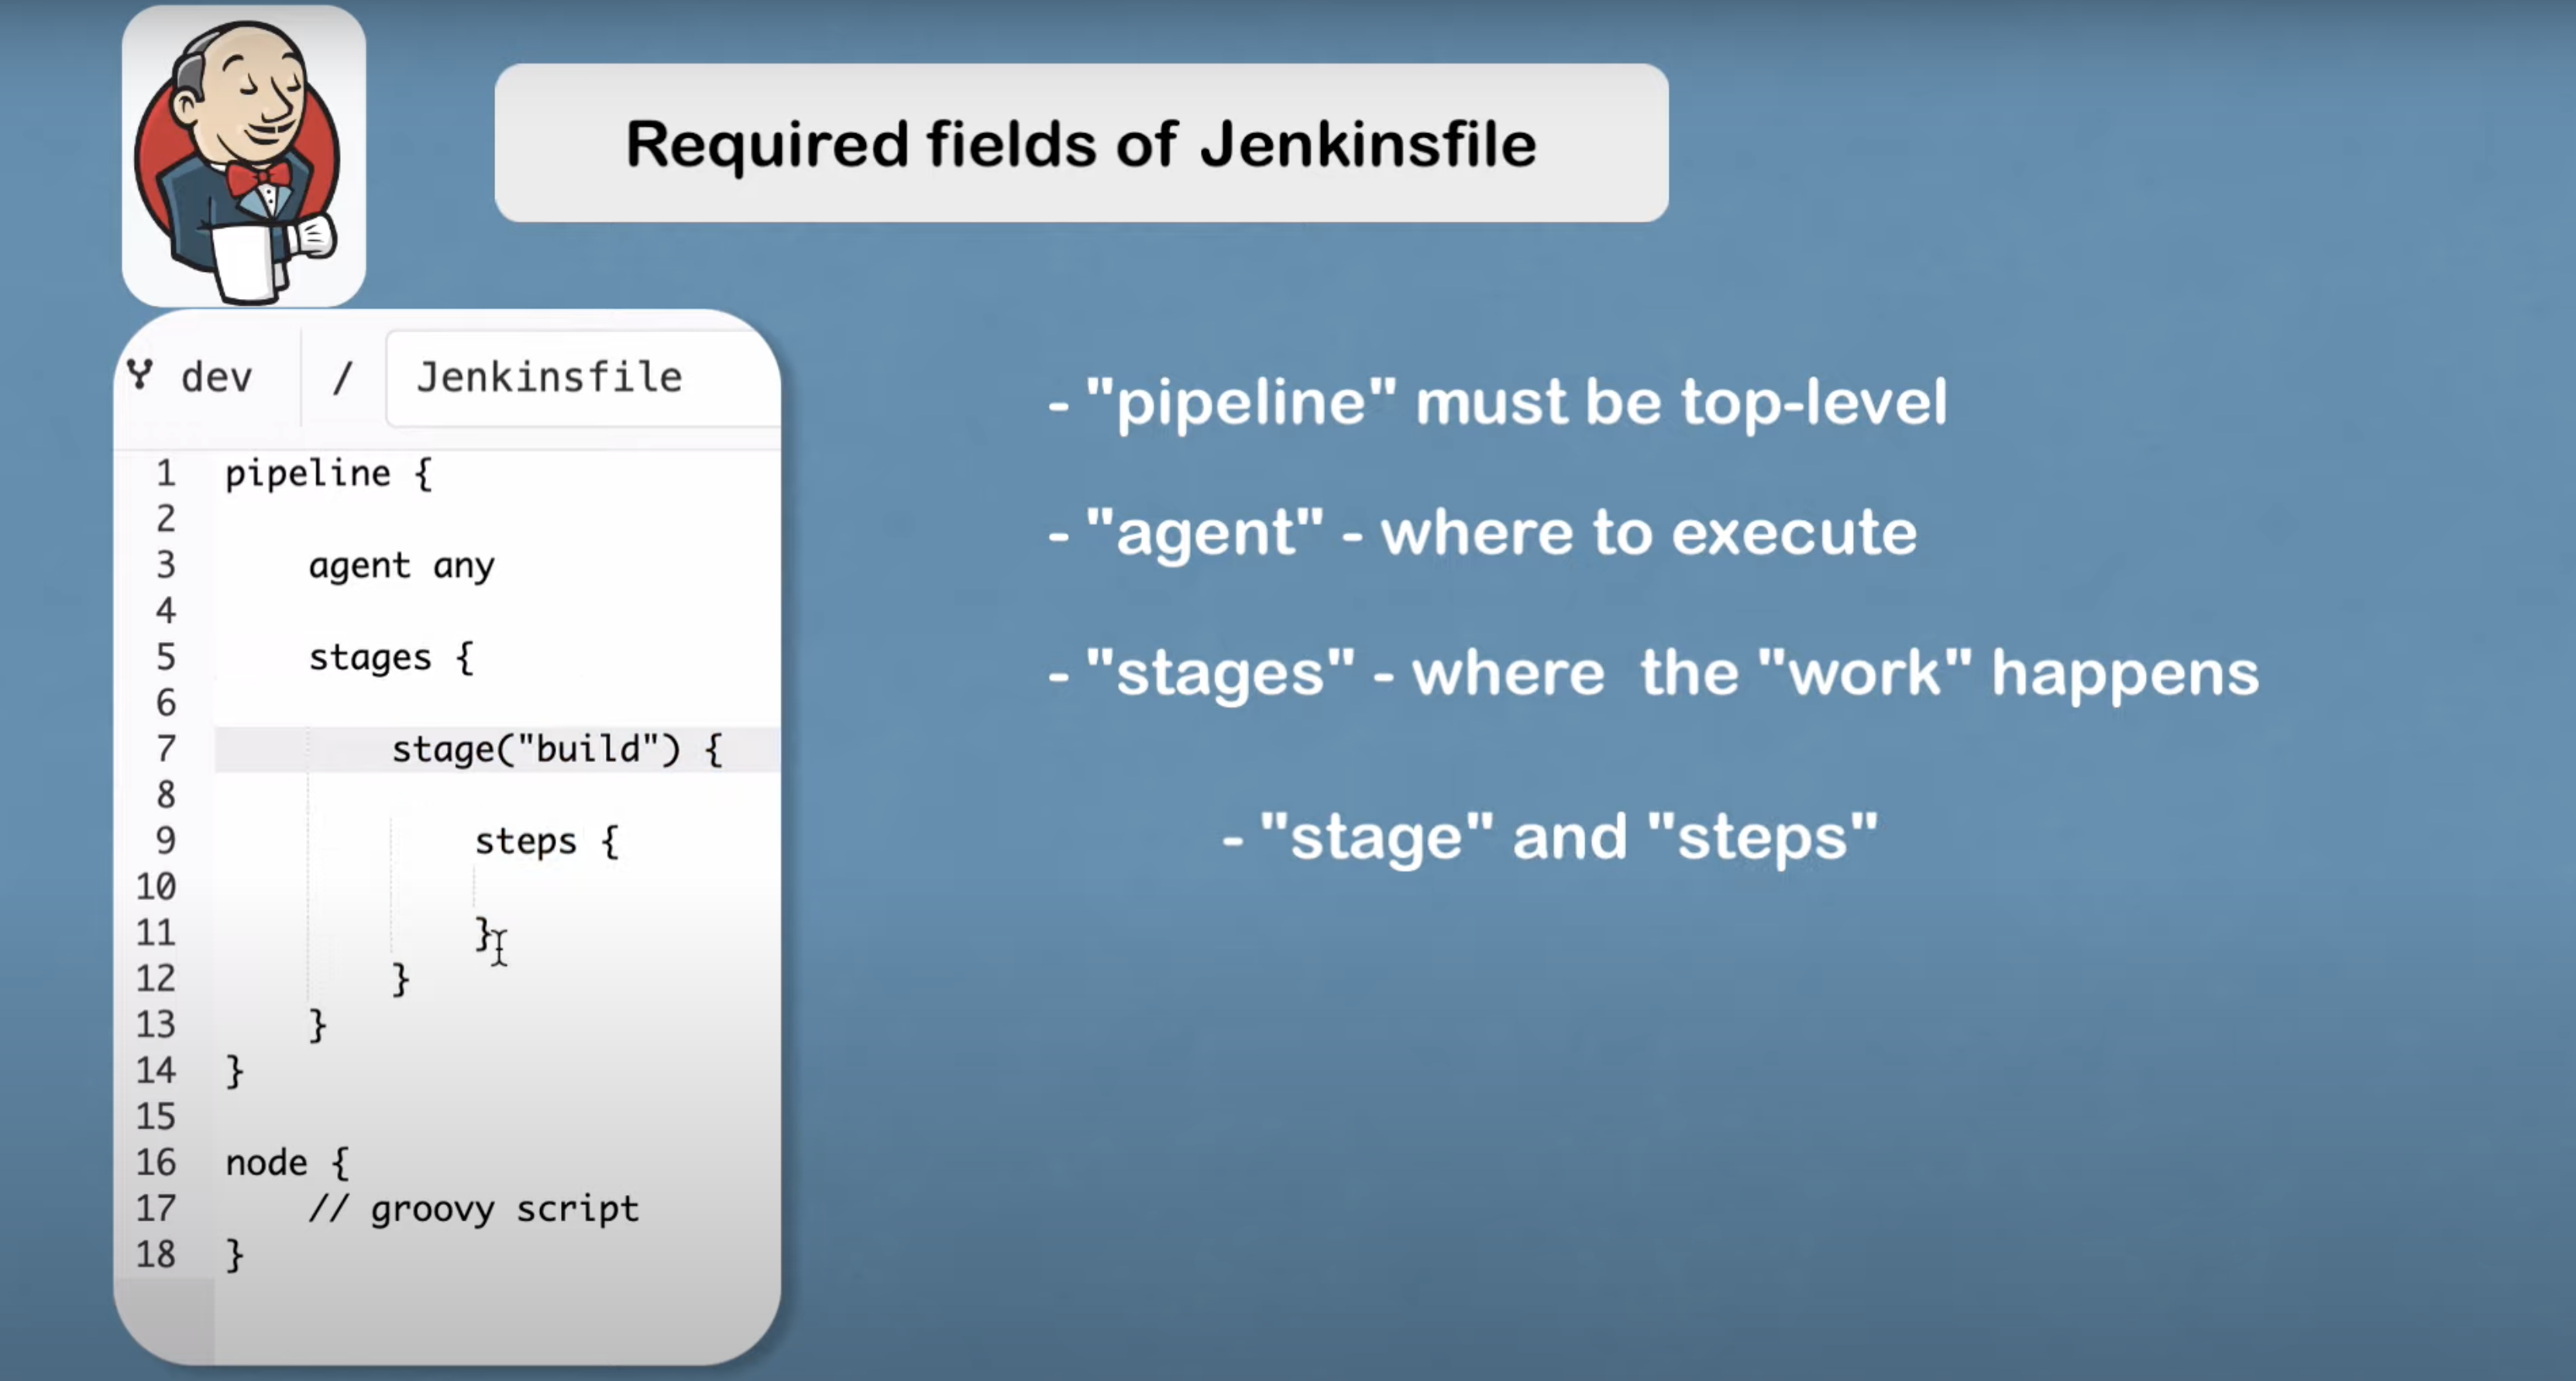 Required fields of Jenkinsfile
dev / Jenkinsfile
1 pipeline {
2
3 agent any
4
5 stages {
6
7 stage("build") {
8
9 steps {
10
11 }
12 }
13 }
14 }
15
16 node {
17 // groovy script
18 }
- "pipeline" must be top-level
- "agent" - where to execute
- "stages" - where the "work" happens
- "stage" and "steps"